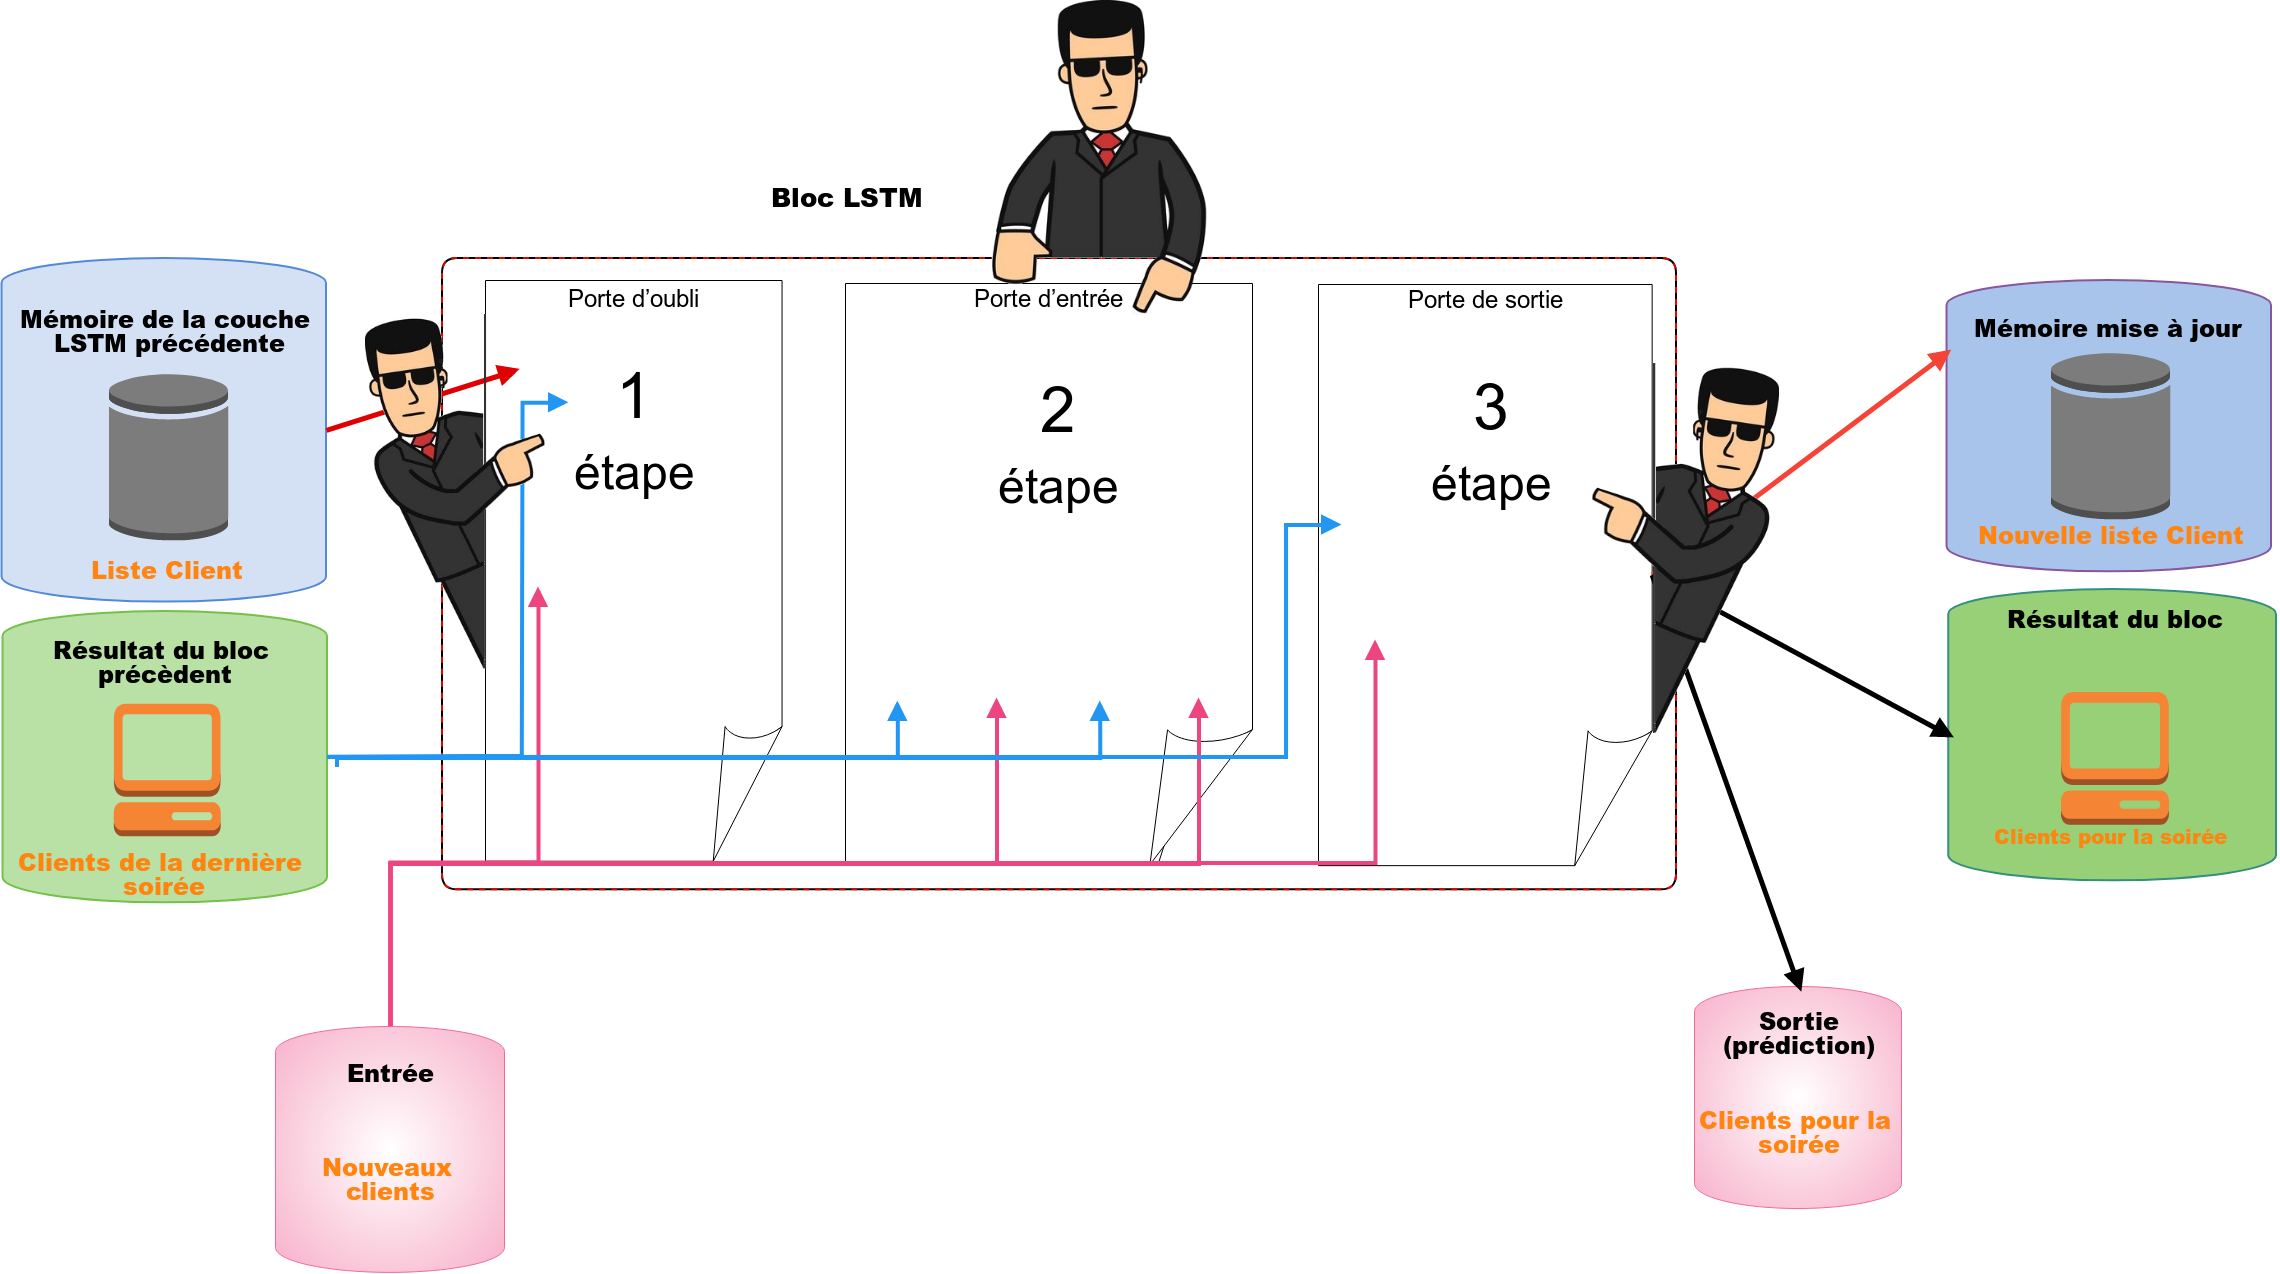 Bloc LSTM
Mémoire de la couche
LSTM précédente
Liste Client
Résultat du bloc
précèdent
Clients de la dernière
soirée
Porte d'oubli
1
étape
Porte d'entrée
2
étape
Porte de sortie
3
étape
Mémoire mise à jour
Nouvelle liste Client
Résultat du bloc
Clients pour la soirée
Entrée
Nouveaux
clients
Sortie
(prédiction)
Clients pour la
soirée